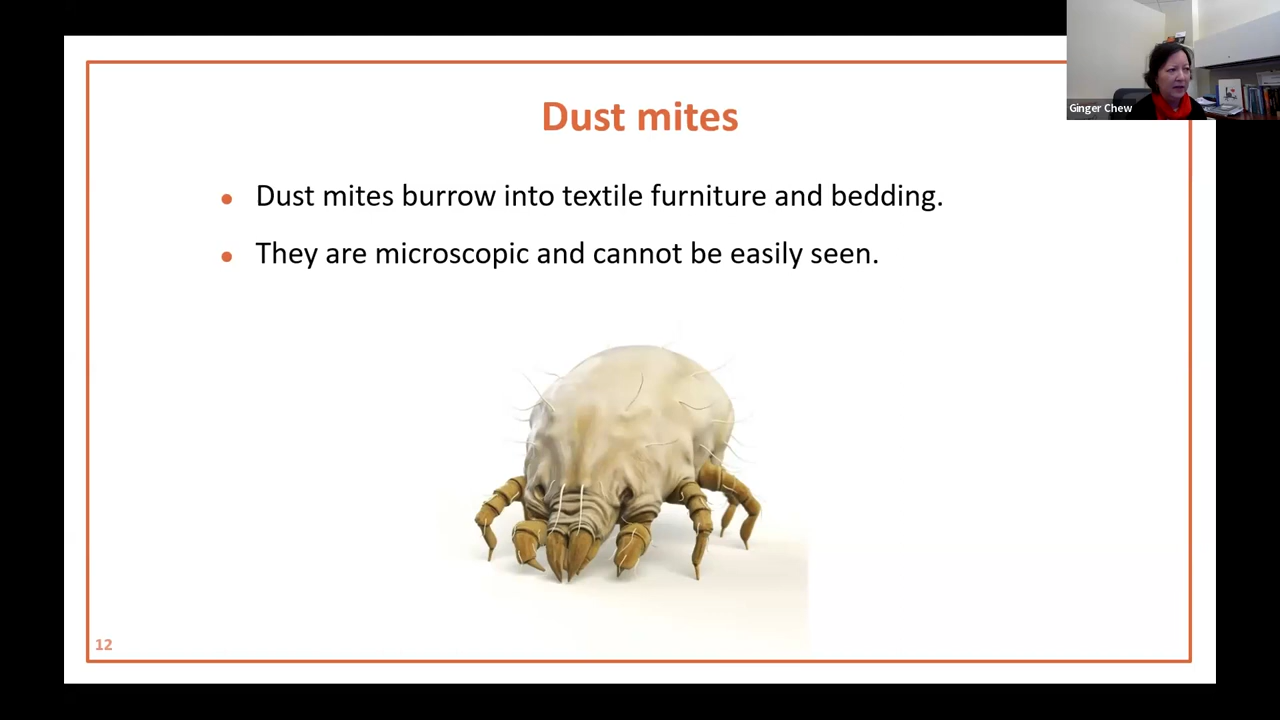 Ginger Chew
Dust mites
• Dust mites burrow into textile furniture and bedding.
• They are microscopic and cannot be easily seen.
12